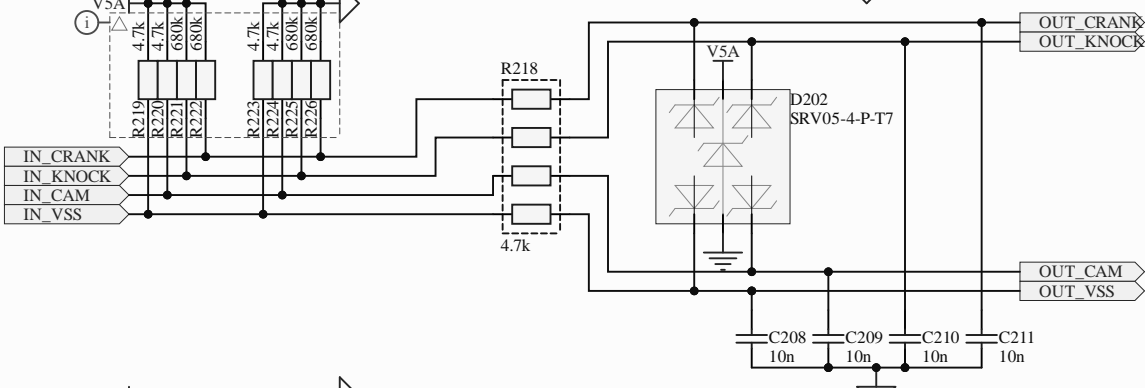 V5A
i
4.7k
4.7k
680k
680k
4.7k
4.7k
680k
680k
R219
R220
R221
R222
R223
R224
R225
R226
IN_CRANK
IN_KNOCK
IN_CAM
IN_VSS
R218
4.7k
V5A
D202
SRV05-4-P-T7
OUT_CRANK
OUT_KNOCK
OUT_CAM
OUT_VSS
C208
10n
C209
10n
C210
10n
C211
10n